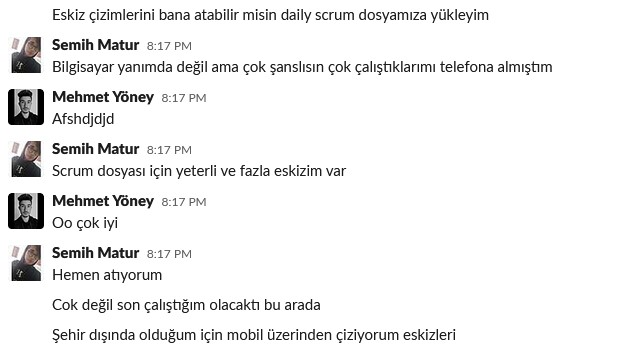 Eskiz çizimlerini bana atabilir misin daily scrum dosyamıza yükleyim
Semih Matur 8:17 PM
Bilgisayar yanımda değil ama çok şanslısın çok çalıştıklarımı telefona almıştım
Mehmet Yöney 8:17 PM
Afshdjdjd
Semih Matur 8:17 PM
Scrum dosyası için yeterli ve fazla eskizim var
Mehmet Yöney 8:17 PM
Oo çok iyi
Semih Matur 8:17 PM
Hemen atıyorum
Cok değil son çalıştığım olacaktı bu arada
Şehir dışında olduğum için mobil üzerinden çiziyorum eskizleri